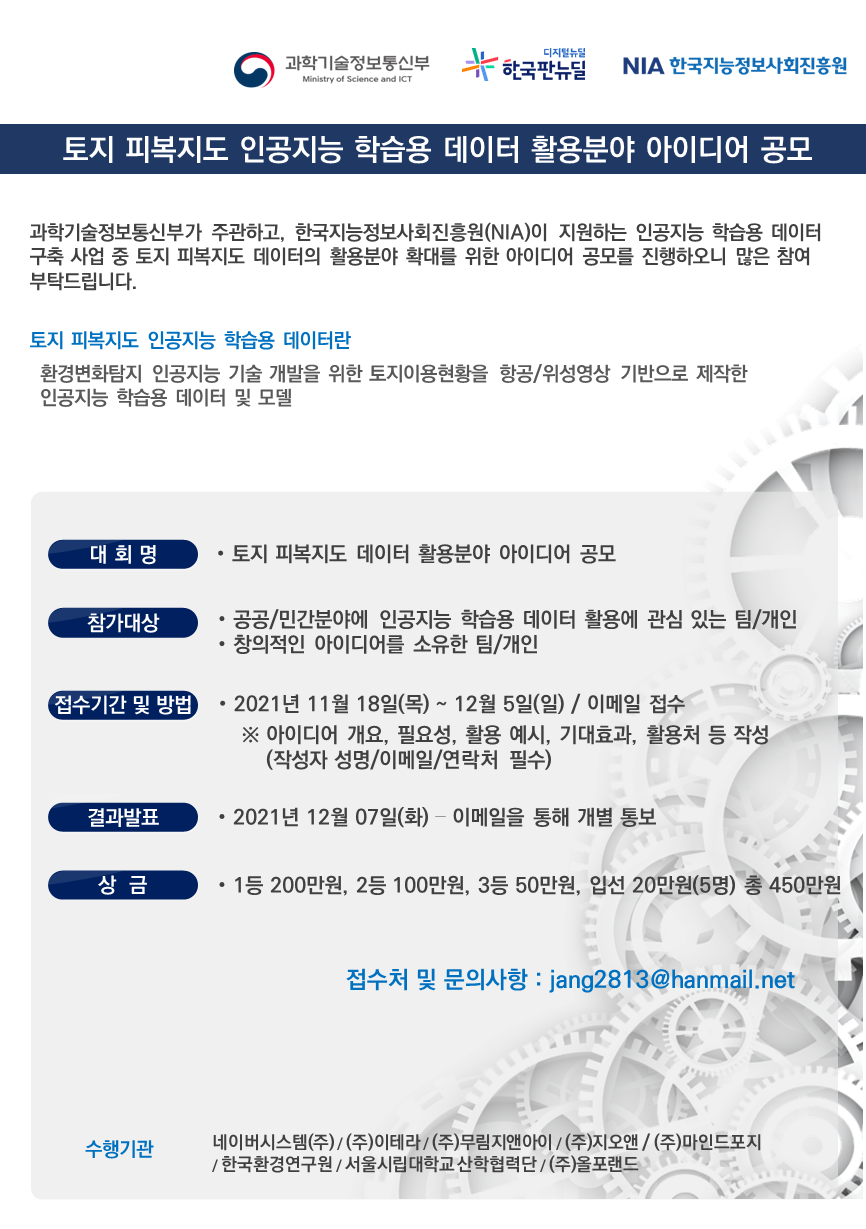 과학기술정보통신부
Ministry of Science and ICT
디지털뉴딜
한국판뉴딜
NIA 한국지능정보사회진흥원
토지 피복지도 인공지능 학습용 데이터 활용분야 아이디어 공모
과학기술정보통신부가 주관하고, 한국지능정보사회진흥원(NIA)이 지원하는 인공지능 학습용 데이터
구축 사업 중 토지 피복지도 데이터의 활용분야 확대를 위한 아이디어 공모를 진행하오니 많은 참여
부탁드립니다.
토지 피복지도 인공지능 학습용 데이터란
환경변화탐지 인공지능 기술 개발을 위한 토지이용현황을 항공/위성영상 기반으로 제작한
인공지능 학습용 데이터 및 모델
대 회 명
• 토지 피복지도 데이터 활용분야 아이디어 공모
참가대상
• 공공/민간분야에 인공지능 학습용 데이터 활용에 관심 있는 팀/개인
• 창의적인 아이디어를 소유한 팀/개인
접수기간 및 방법
• 2021년 11월 18일(목) ~ 12월 5일(일) / 이메일 접수
※ 아이디어 개요, 필요성, 활용 예시, 기대효과, 활용처 등 작성
(작성자 성명/이메일/연락처 필수)
결과발표
• 2021년 12월 07일(화) – 이메일을 통해 개별 통보
상 금
• 1등 200만원, 2등 100만원, 3등 50만원, 입선 20만원(5명) 총 450만원
접수처 및 문의사항 : jang2813@hanmail.net
수행기관
네이버시스템(주) / (주)이테라 / (주)무림지앤아이 / (주)지오앤 / (주)마인드포지
/ 한국환경연구원 / 서울시립대학교 산학협력단 / (주)올포랜드